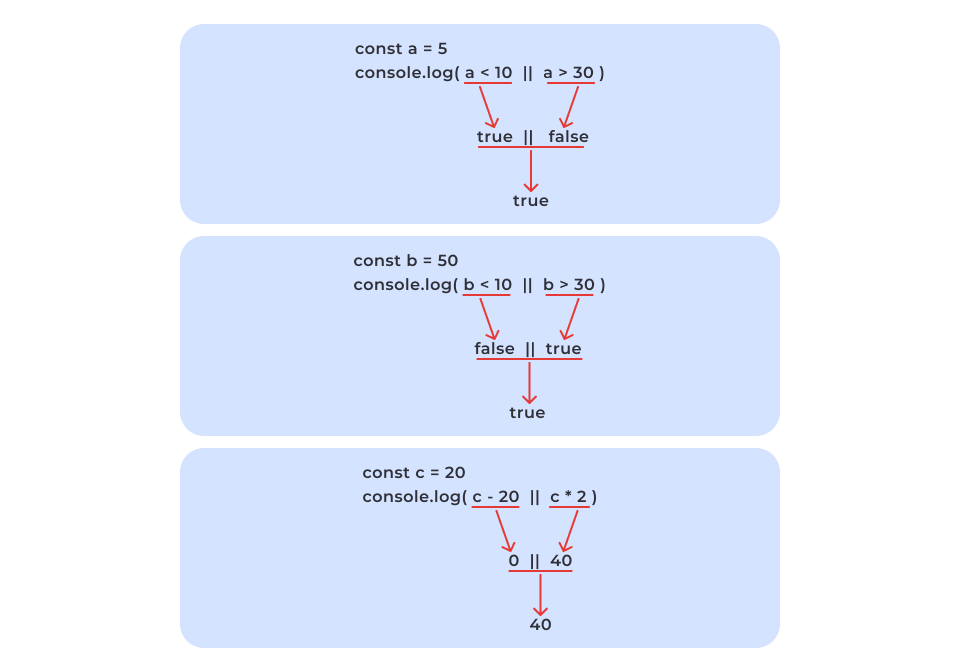 const a = 5
console.log( a < 10 || a > 30 )
true || false
true
const b = 50
console.log( b < 10 || b > 30 )
false || true
true
const c = 20
console.log( c - 20 || c * 2 )
0 || 40
40